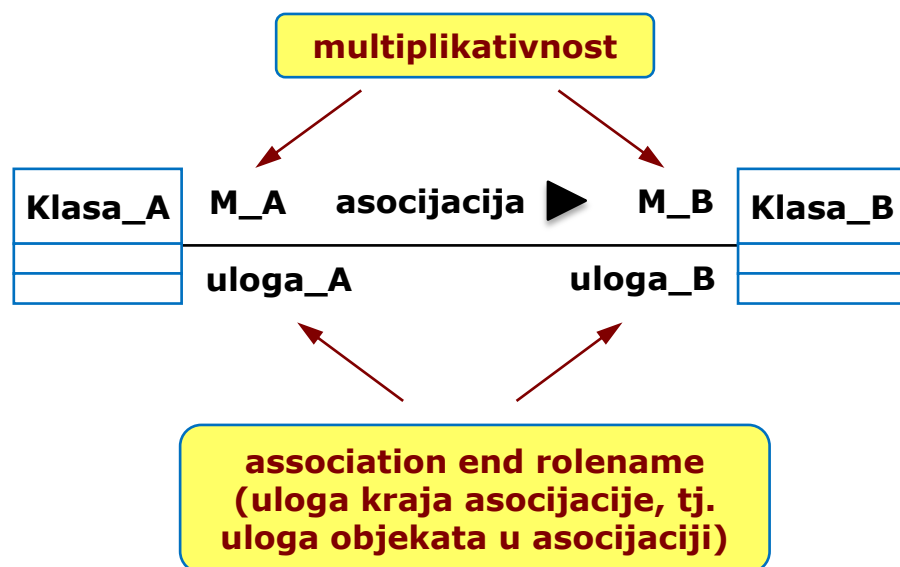 multiplikativnost
Klasa_A M_A asocijacija M_B Klasa_B
uloga_A uloga_B
association end rolename
(uloga kraja asocijacije, tj.
uloga objekata u asocijaciji)